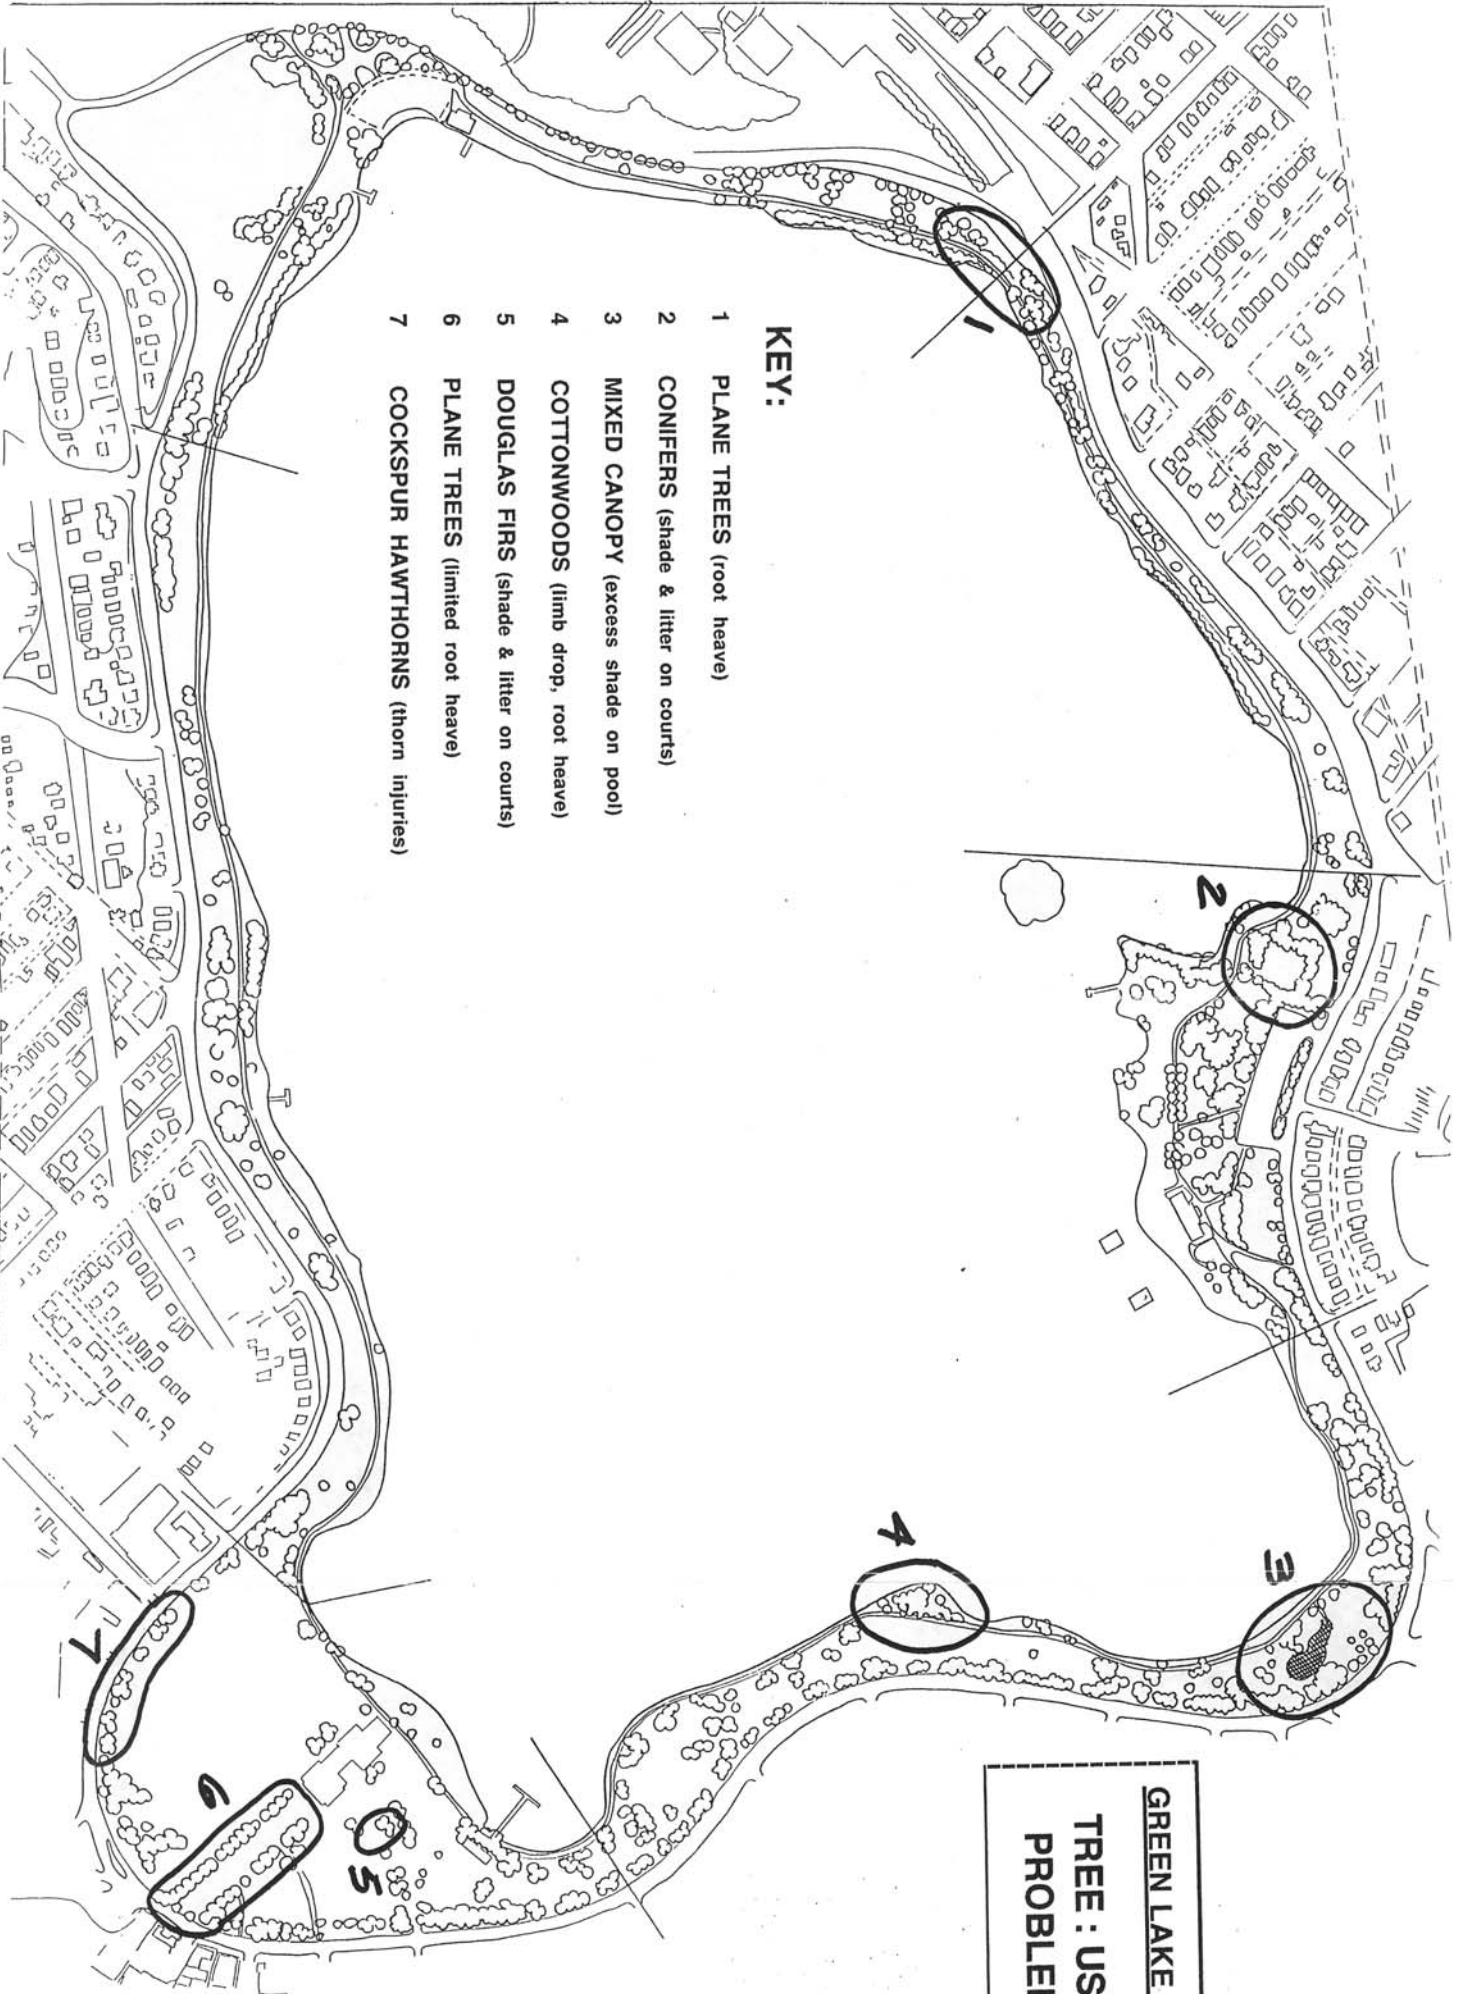 GREEN LAKE
TREE : US
PROBLE
KEY:
1 PLANE TREES (root heave)
2 CONIFERS (shade & litter on courts)
3 MIXED CANOPY (excess shade on pool)
4 COTTONWOODS (limb drop, root heave)
5 DOUGLAS FIRS (shade & litter on courts)
6 PLANE TREES (limited root heave)
7 COCKSPUR HAWTHORNS (thorn injuries)
1
2
3
4
5
6
7